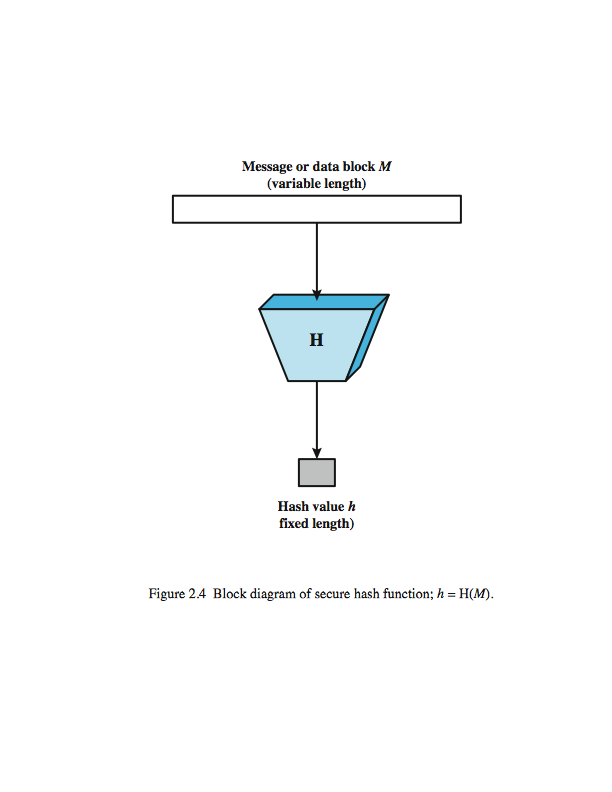 Message or data block M
(variable length)
H
Hash value h
fixed length)
Figure 2.4  Block diagram of secure hash function; h = H(M).